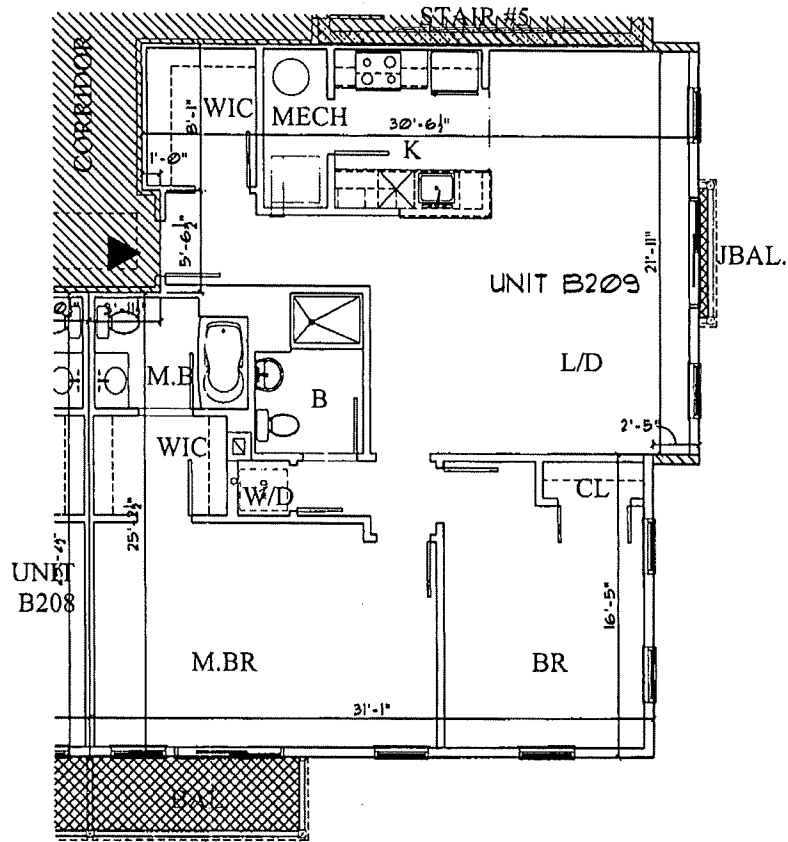 STAIR #5
CORRIDOR
WIC
8'-1"
MECH
30'-6½"
K
1'-0"
5'-6½"
21'-11"
JBAL.
UNIT B209
M.B
B
L/D
2'-5"
WIC
W/D
CL
25'-2½"
UNIT
B208
16'-5"
M.BR
BR
31'-1"
BAL